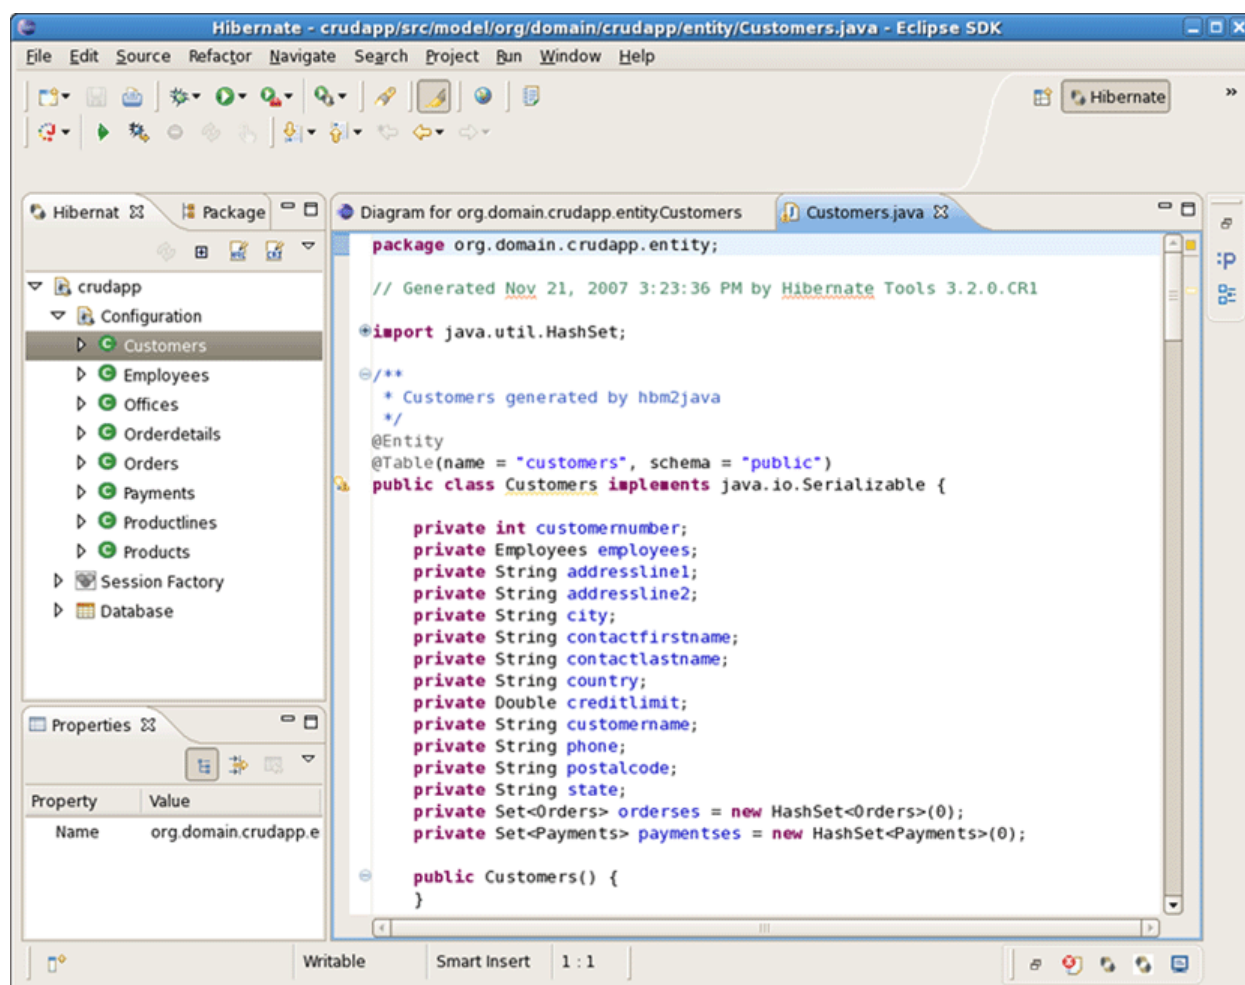 Hibernate - crudapp/src/model/org/domain/crudapp/entity/Customers.java - Eclipse SDK
File Edit Source Refactor Navigate Search Project Run Window Help
Hibernate »
Hibernat Package
Diagram for org.domain.crudapp.entity.Customers Customers.java
crudapp
Configuration
Customers
Employees
Offices
Orderdetails
Orders
Payments
Productlines
Products
Session Factory
Database
Properties
Property Value
Name org.domain.crudapp.e
package org.domain.crudapp.entity;
// Generated Nov 21, 2007 3:23:36 PM by Hibernate Tools 3.2.0.CR1
import java.util.HashSet;
/**
* Customers generated by hbm2java
*/
@Entity
@Table(name = "customers", schema = "public")
public class Customers implements java.io.Serializable {
private int customernumber;
private Employees employees;
private String addressline1;
private String addressline2;
private String city;
private String contactfirstname;
private String contactlastname;
private String country;
private Double creditlimit;
private String customername;
private String phone;
private String postalcode;
private String state;
private Set<Orders> orderses = new HashSet<Orders>(0);
private Set<Payments> paymentses = new HashSet<Payments>(0);
public Customers() {
}
:P
Writable Smart Insert 1 : 1